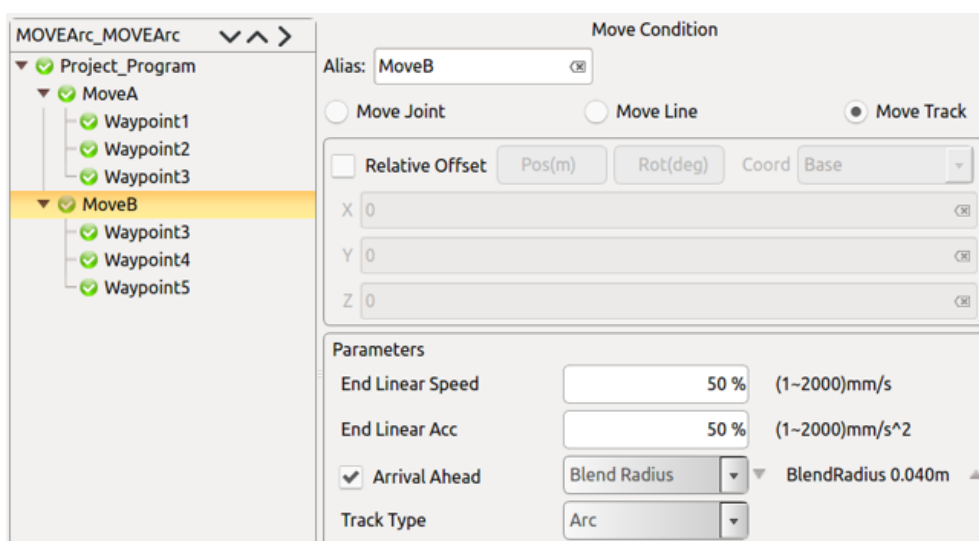 MOVEArc_MOVEArc
Project_Program
MoveA
Waypoint1
Waypoint2
Waypoint3
MoveB
Waypoint3
Waypoint4
Waypoint5
Move Condition
Alias: MoveB
Move Joint Move Line Move Track
Relative Offset Pos(m) Rot(deg) Coord Base
X 0
Y 0
Z 0
Parameters
End Linear Speed 50 % (1~2000)mm/s
End Linear Acc 50 % (1~2000)mm/s^2
Arrival Ahead Blend Radius BlendRadius 0.040m
Track Type Arc